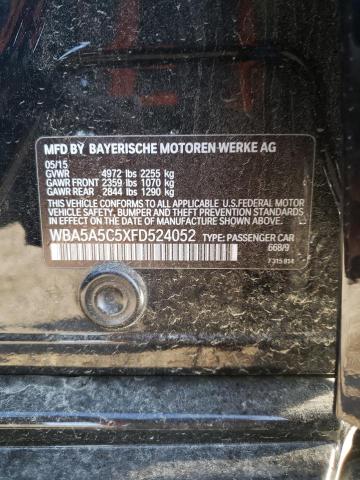 MFD BY BAYERISCHE MOTOREN WERKE AG
05/15
GVWR 4972 lbs 2255 kg
GAWR FRONT 2359 lbs 1070 kg
GAWR REAR 2844 lbs 1290 kg
THIS VEHICLE CONFORMS TO ALL APPLICABLE U.S.FEDERAL MOTOR
VEHICLE SAFETY, BUMPER, AND THEFT PREVENTION STANDARDS IN
EFFECT ON THE DATE OF MANUFACTURE SHOWN ABOVE.
WBA5A5C5XFD524052 TYPE: PASSENGER CAR
668/9
7 315 814